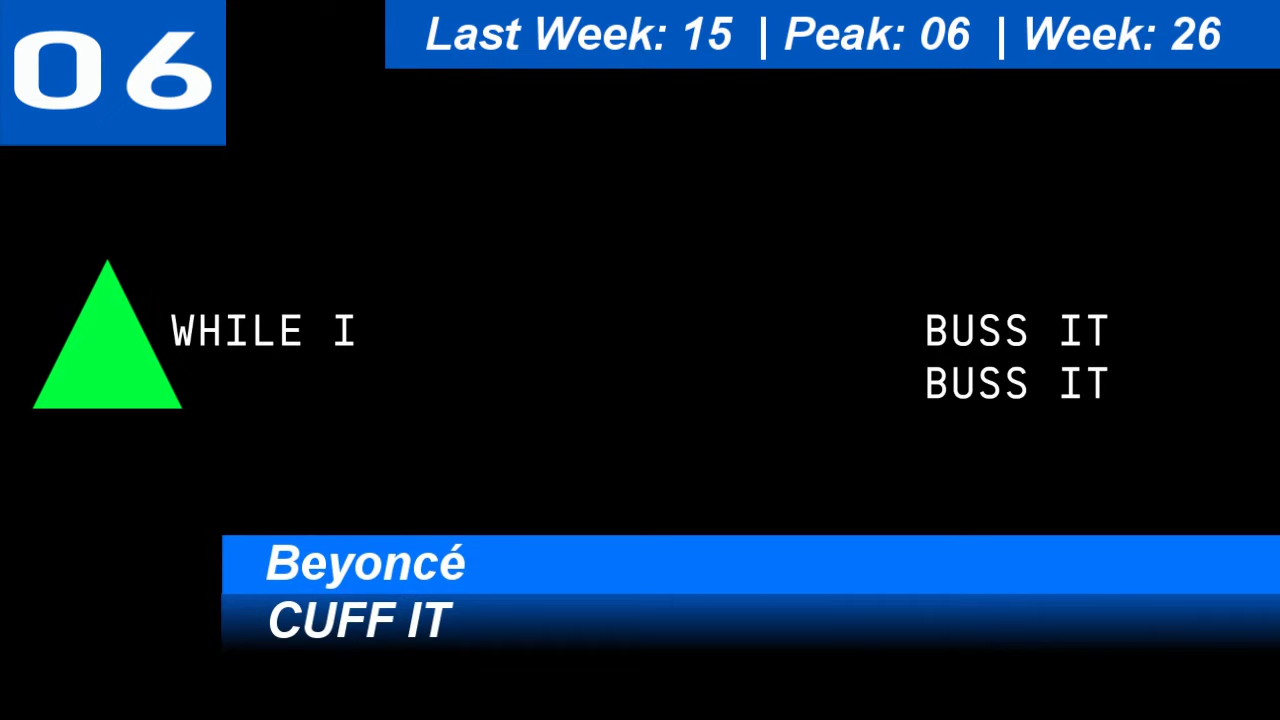 06
Last Week: 15 | Peak: 06 | Week: 26
WHILE I BUSS IT
BUSS IT
Beyoncé
CUFF IT